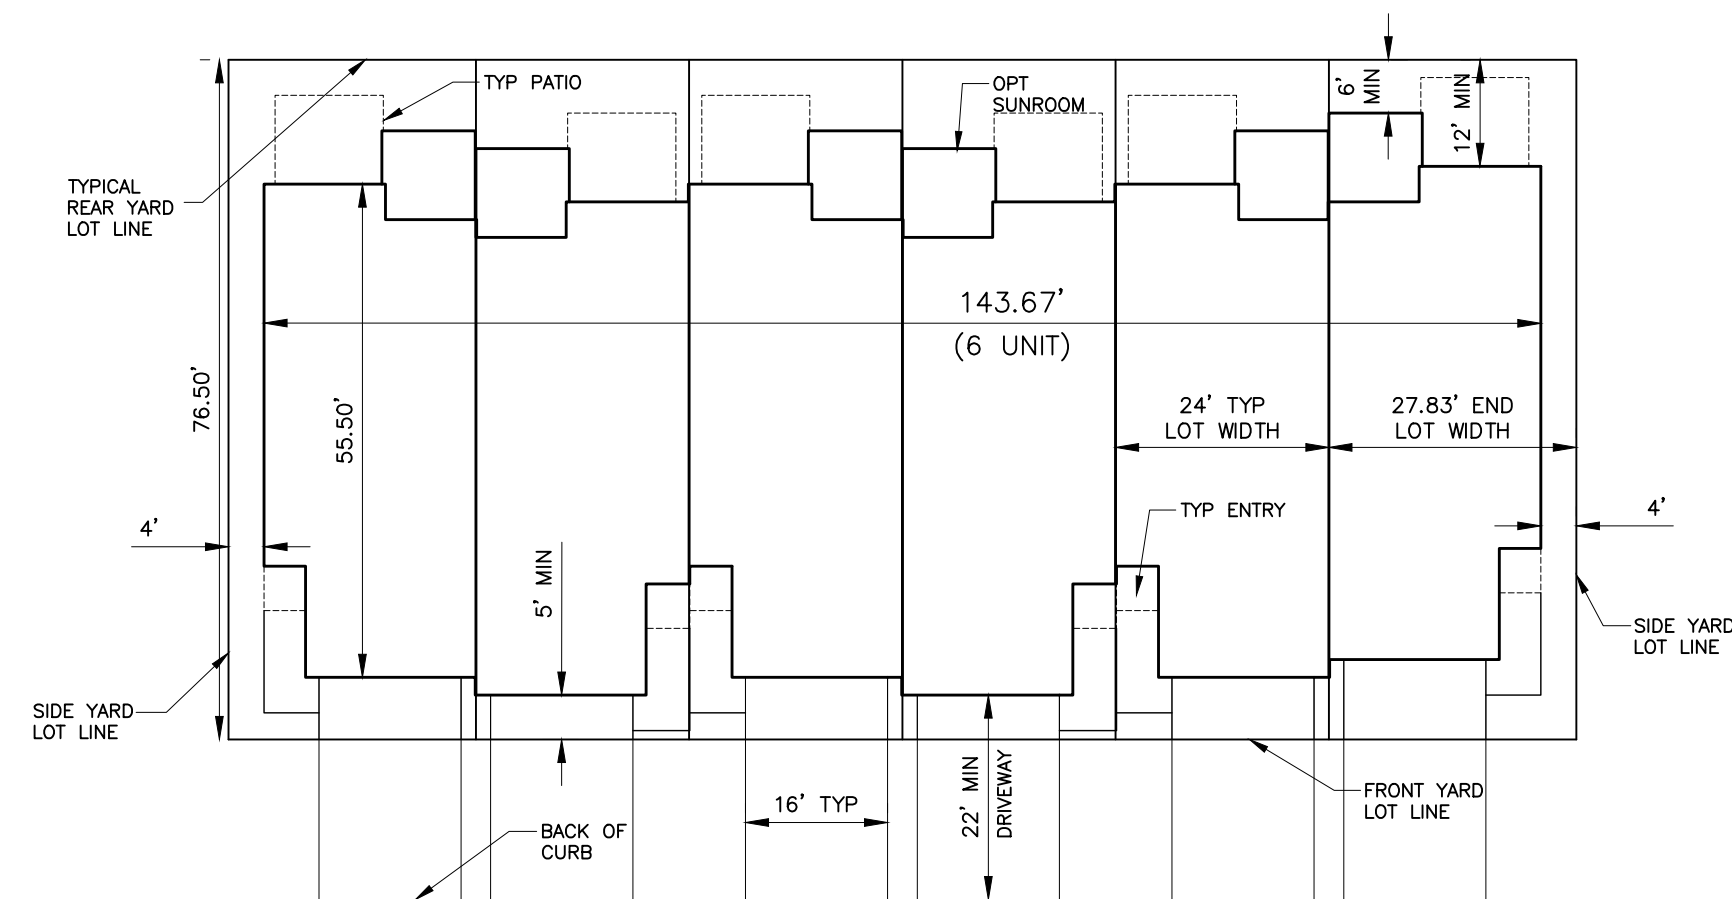 TYP PATIO
OPT
SUNROOM
6'
MIN
12' MIN
TYPICAL
REAR YARD
LOT LINE
143.67'
(6 UNIT)
76.50'
55.50'
24' TYP
LOT WIDTH
27.83' END
LOT WIDTH
4'
TYP ENTRY
4'
5' MIN
SIDE YARD
LOT LINE
SIDE YARD
LOT LINE
16' TYP
22' MIN
DRIVEWAY
FRONT YARD
LOT LINE
BACK OF
CURB